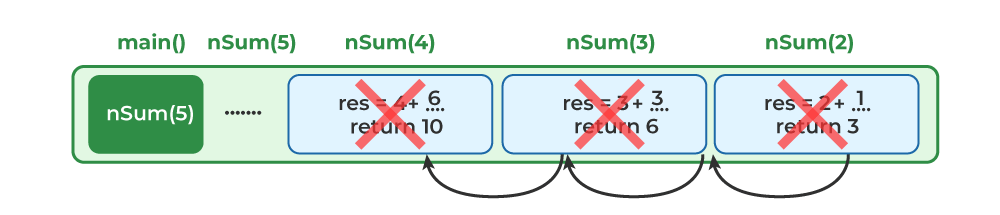 main() nSum(5) nSum(4) nSum(3) nSum(2)
nSum(5) ....... res = 4+ 6 res = 3+ 3 res = 2+ 1
return 10 return 6 return 3